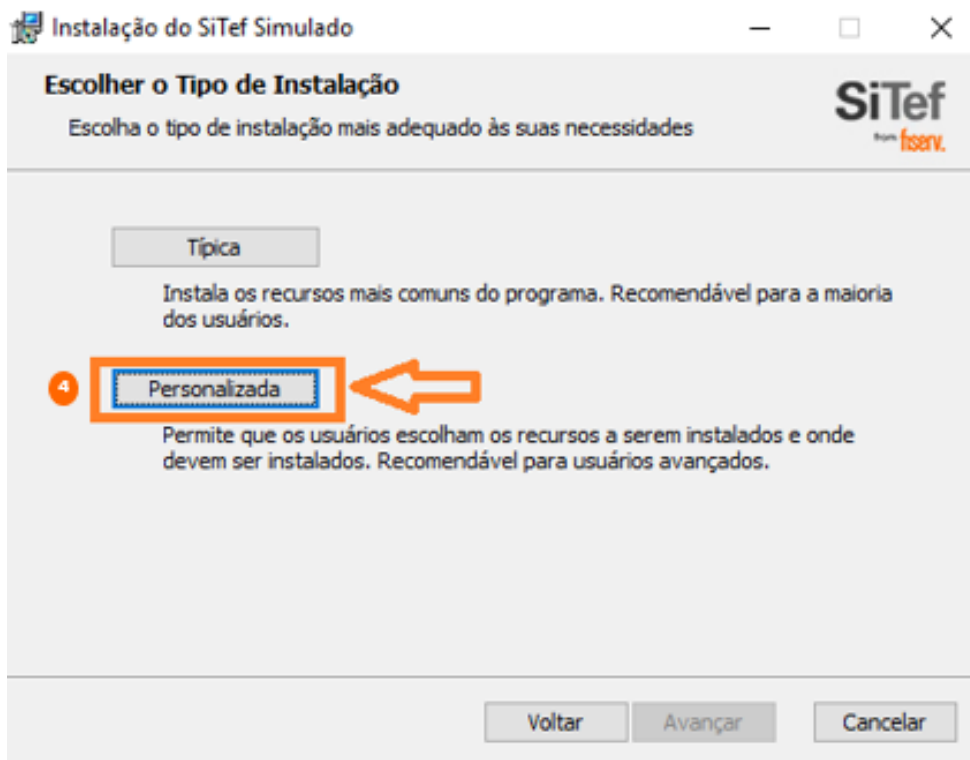 Instalação do SiTef Simulado
Escolher o Tipo de Instalação
Escolha o tipo de instalação mais adequado às suas necessidades
SiTef
from fiserv.
Típica
Instala os recursos mais comuns do programa. Recomendável para a maioria
dos usuários.
4
Personalizada
Permite que os usuários escolham os recursos a serem instalados e onde
devem ser instalados. Recomendável para usuários avançados.
Voltar
Avançar
Cancelar